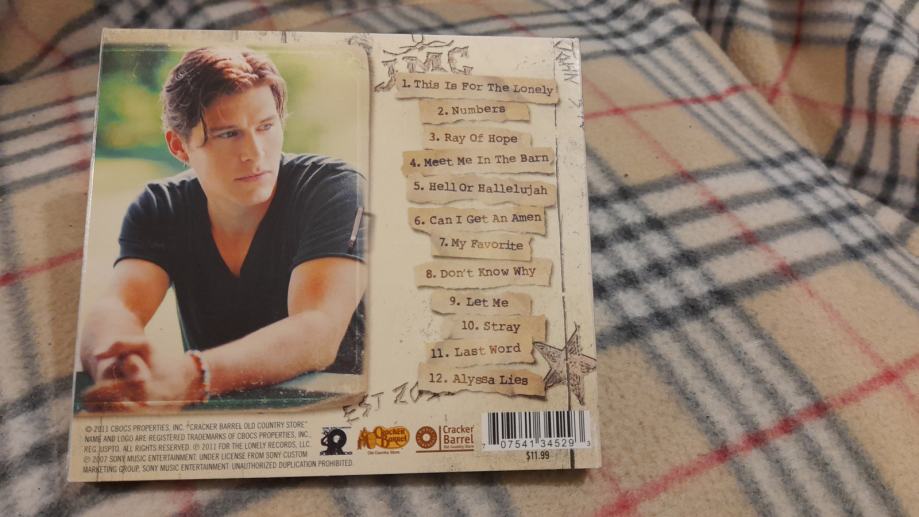 JMC
1. This Is For The Lonely
2. Numbers
3. Ray Of Hope
4. Meet Me In The Barn
5. Hell Or Hallelujah
6. Can I Get An Amen
7. My Favorite
8. Don't Know Why
9. Let Me
10. Stray
11. Last Word
12. Alyssa Lies
EST
© 2011 CBOCS PROPERTIES, INC. "CRACKER BARREL OLD COUNTRY STORE"
NAME AND LOGO ARE REGISTERED TRADEMARKS OF CBOCS PROPERTIES, INC.,
REG. USPTO. ALL RIGHTS RESERVED. ℗ 2011 FOR THE LONELY RECORDS, LLC.
℗ 2007 SONY MUSIC ENTERTAINMENT. UNDER LICENSE FROM SONY CUSTOM
MARKETING GROUP, SONY MUSIC ENTERTAINMENT. UNAUTHORIZED DUPLICATION PROHIBITED.
Cracker
Barrel
Old Country Store
Cracker
Barrel
Old Country Store
7 07541 34529 3
$11.99